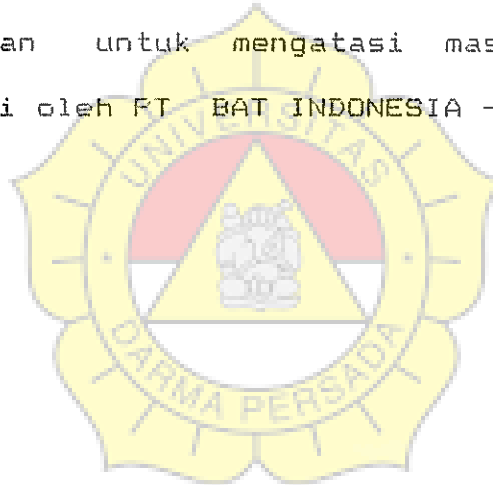 an untuk mengatasi mas
i oleh PT BAT INDONESIA -
UNIVERSITAS
DARMA PERSADA